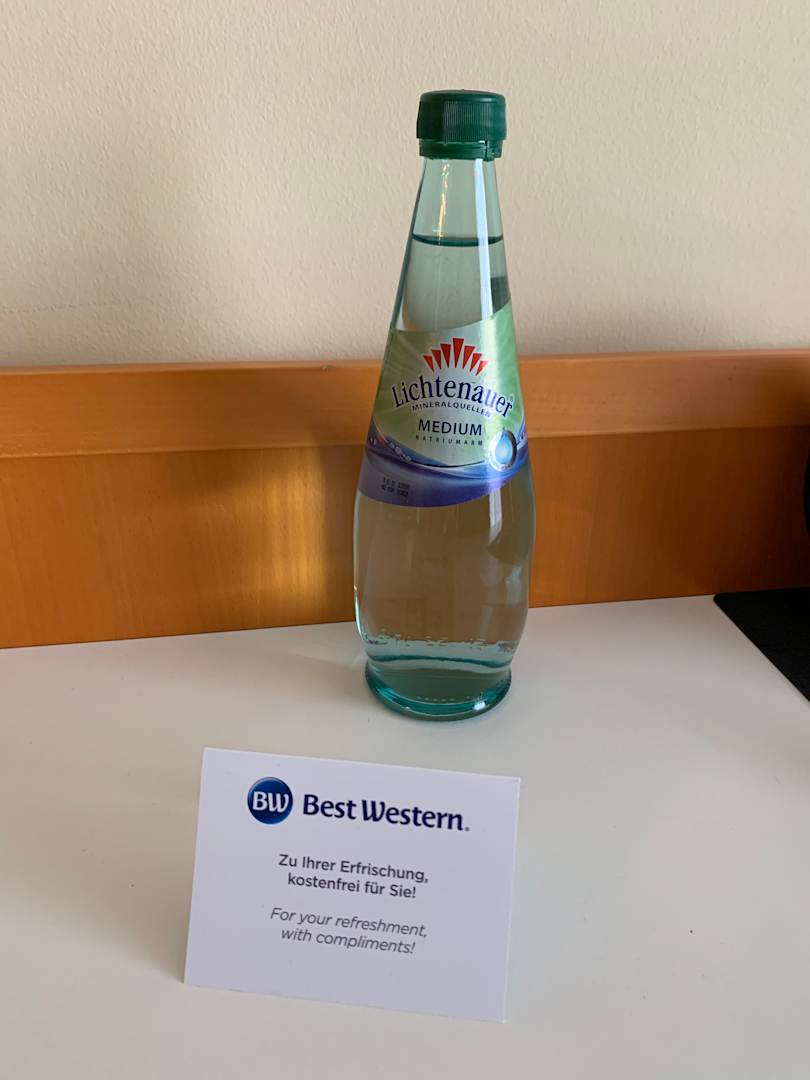 Lichtenauer
MINERALQUELLEN
MEDIUM
NATRIUMARM
BW Best Western.
Zu Ihrer Erfrischung,
kostenfrei für Sie!
For your refreshment,
with compliments!